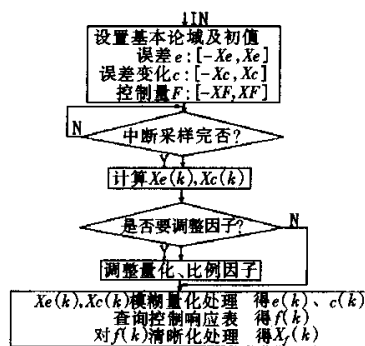 IN
设置基本论域及初值
误差e:[-Xe,Xe]
误差变化c:[-Xc,Xc]
控制量F:[-XF,XF]
N
中断采样完否?
Y
计算Xe(k),Xc(k)
是否要调整因子?
N
Y
调整量化、比例因子
Xe(k),Xc(k)模糊量化处理 得e(k)、c(k)
查询控制响应表 得f(k)
对f(k)清晰化处理 得Xf(k)